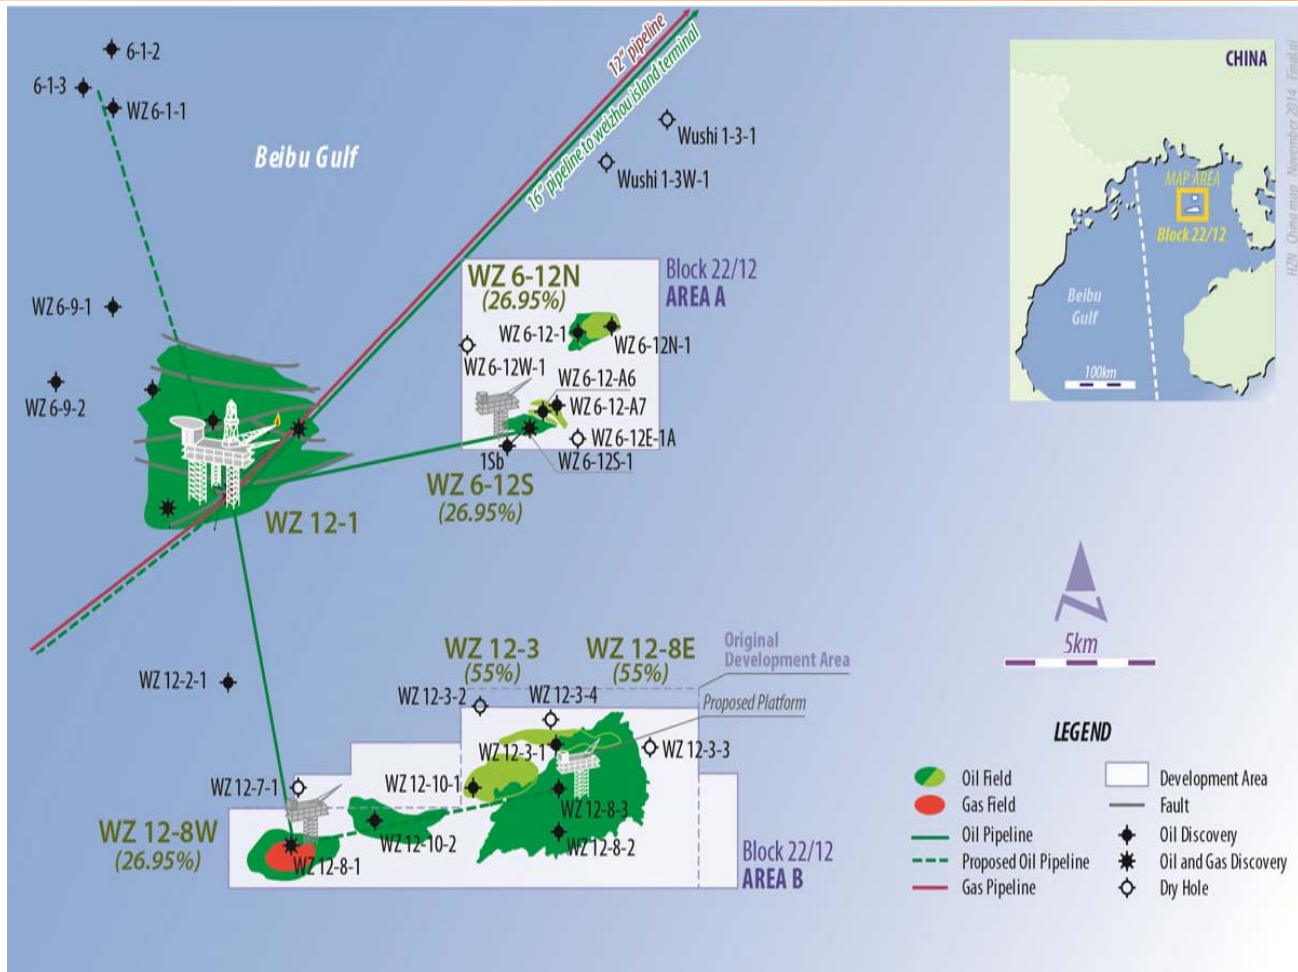 6-1-2
6-1-3
WZ 6-1-1
Beibu Gulf
12" pipeline
16" pipeline to weizhou island terminal
Wushi 1-3-1
Wushi 1-3W-1
CHINA
MAP AREA
Block 22/12
Beibu
Gulf
100km
HZN China map November 2014 Final.ai
WZ 6-9-1
WZ 6-9-2
WZ 12-1
WZ 6-12N
(26.95%)
Block 22/12
AREA A
WZ 6-12-1
WZ 6-12N-1
WZ 6-12W-1
WZ 6-12-A6
WZ 6-12-A7
WZ 6-12E-1A
1Sb
WZ 6-12S-1
WZ 6-12S
(26.95%)
5km
WZ 12-2-1
WZ 12-3
(55%)
WZ 12-8E
(55%)
Original
Development Area
Proposed Platform
WZ 12-3-2
WZ 12-3-4
WZ 12-3-1
WZ 12-3-3
WZ 12-7-1
WZ 12-10-1
WZ 12-8-3
WZ 12-8W
(26.95%)
WZ 12-10-2
WZ 12-8-2
WZ 12-8-1
Block 22/12
AREA B
LEGEND
Oil Field
Gas Field
Oil Pipeline
Proposed Oil Pipeline
Gas Pipeline
Development Area
Fault
Oil Discovery
Oil and Gas Discovery
Dry Hole